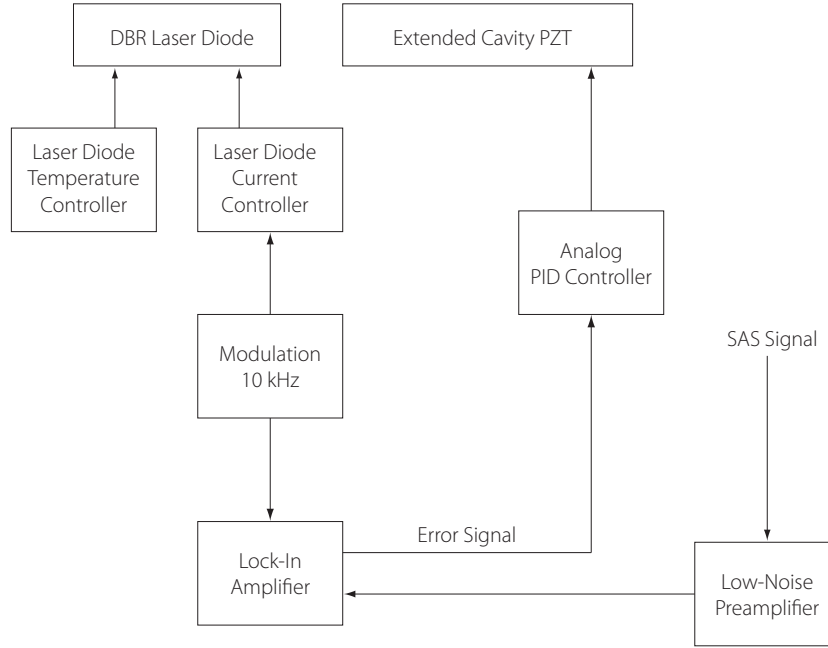 DBR Laser Diode
Extended Cavity PZT
Laser Diode
Temperature
Controller
Laser Diode
Current
Controller
Analog
PID Controller
Modulation
10 kHz
SAS Signal
Lock-In
Amplifier
Error Signal
Low-Noise
Preamplifier